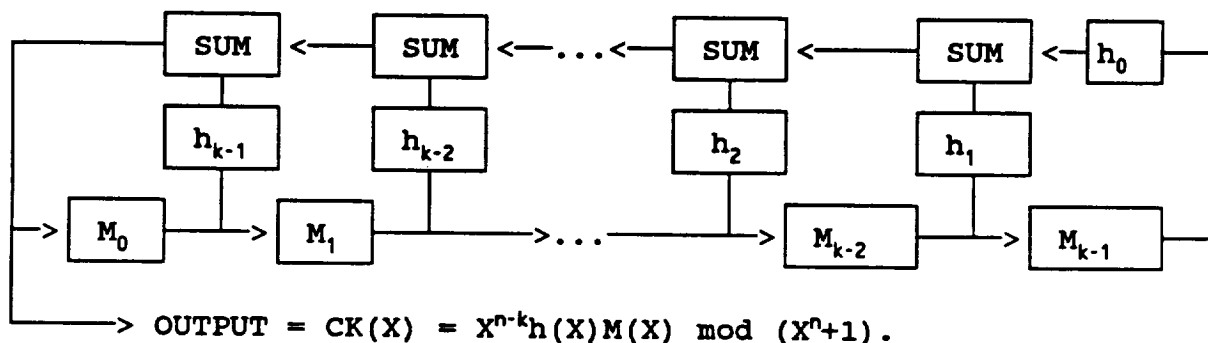 SUM SUM ... SUM SUM h₀
hₖ₋₁ hₖ₋₂ h₂ h₁
M₀ M₁ ... Mₖ₋₂ Mₖ₋₁
OUTPUT = CK(X) = Xⁿ⁻ᵏh(X)M(X) mod (Xⁿ+1).